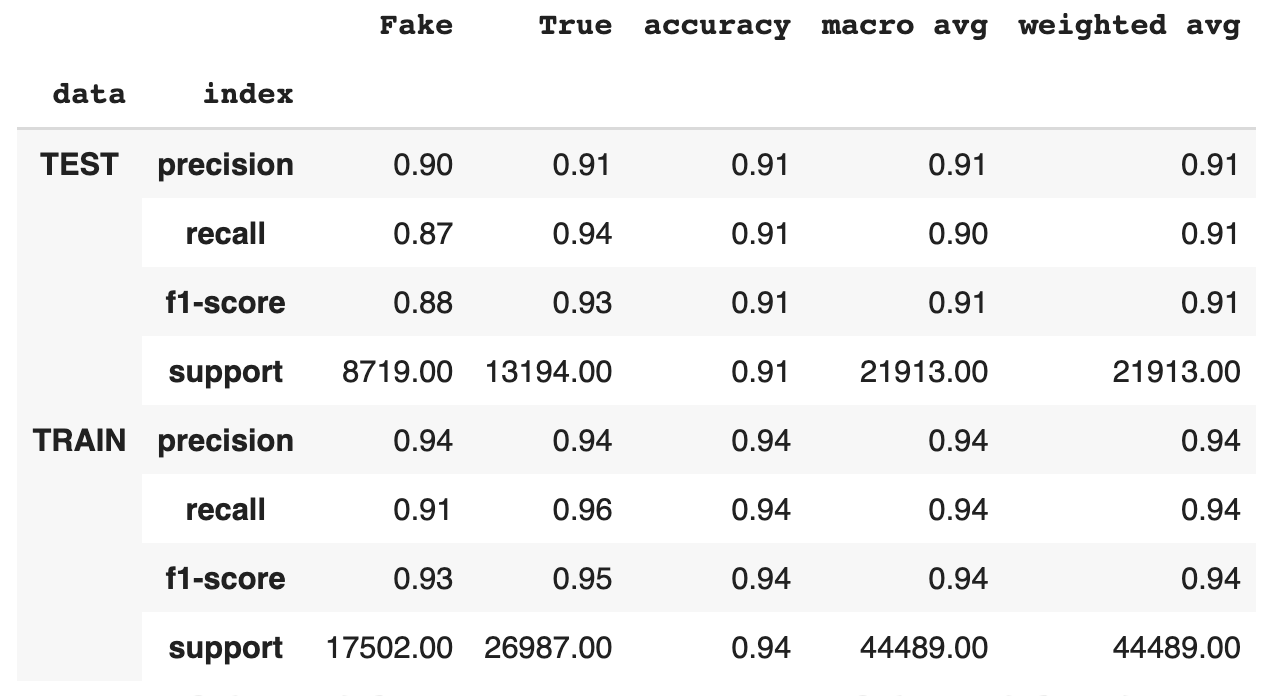 Fake True accuracy macro avg weighted avg
data index
TEST precision 0.90 0.91 0.91 0.91 0.91
recall 0.87 0.94 0.91 0.90 0.91
f1-score 0.88 0.93 0.91 0.91 0.91
support 8719.00 13194.00 0.91 21913.00 21913.00
TRAIN precision 0.94 0.94 0.94 0.94 0.94
recall 0.91 0.96 0.94 0.94 0.94
f1-score 0.93 0.95 0.94 0.94 0.94
support 17502.00 26987.00 0.94 44489.00 44489.00